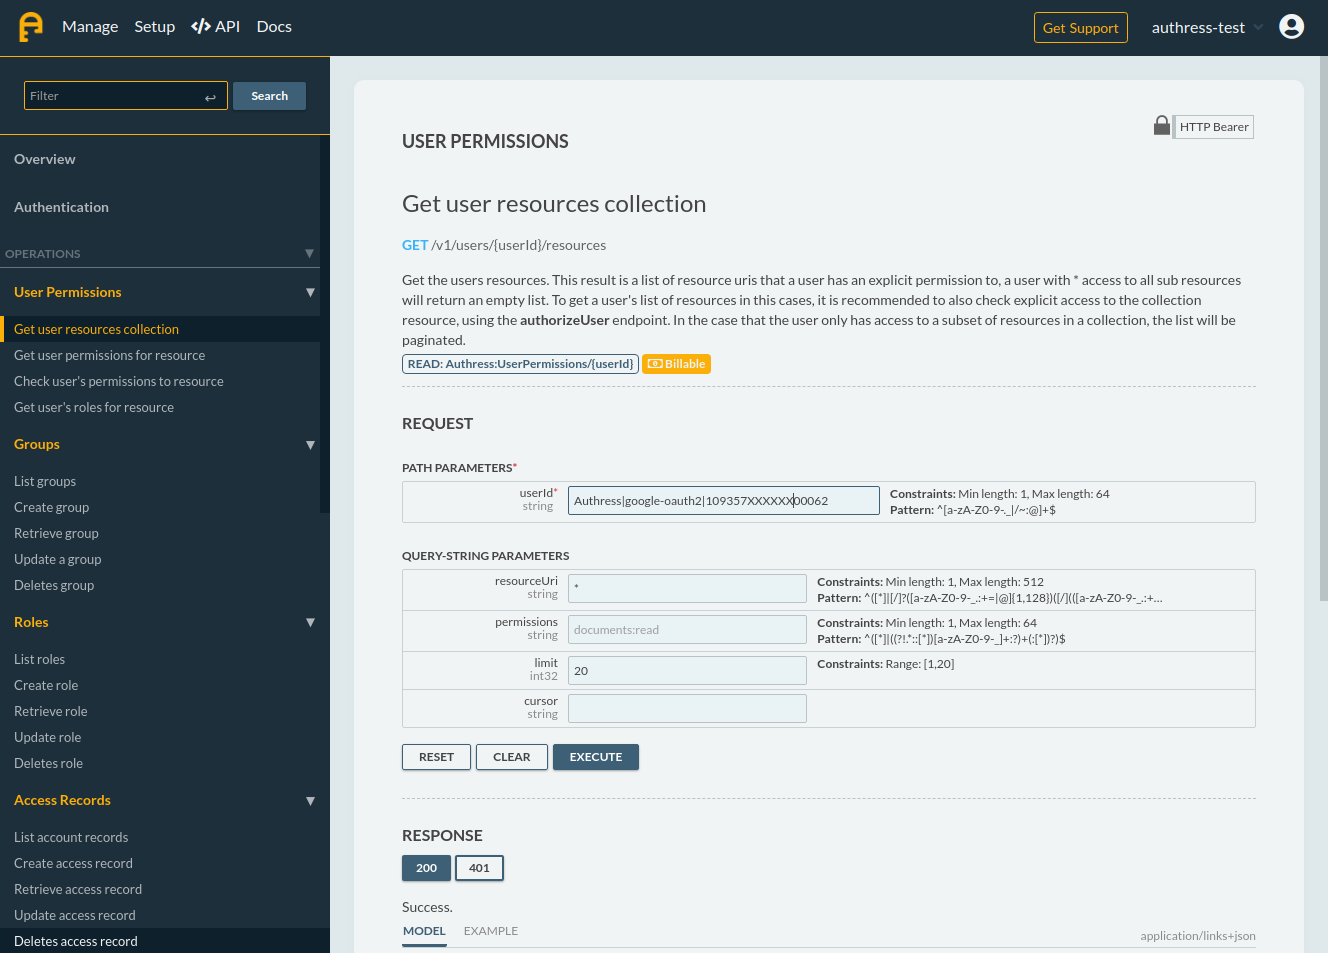 Manage Setup </> API Docs
Get Support authress-test
Filter
Search
Overview
Authentication
OPERATIONS
User Permissions
Get user resources collection
Get user permissions for resource
Check user's permissions to resource
Get user's roles for resource
Groups
List groups
Create group
Retrieve group
Update a group
Deletes group
Roles
List roles
Create role
Retrieve role
Update role
Deletes role
Access Records
List account records
Create access record
Retrieve access record
Update access record
Deletes access record
USER PERMISSIONS
HTTP Bearer
Get user resources collection
GET /v1/users/{userId}/resources
Get the users resources. This result is a list of resource uris that a user has an explicit permission to, a user with * access to all sub resources
will return an empty list. To get a user's list of resources in this cases, it is recommended to also check explicit access to the collection
resource, using the authorizeUser endpoint. In the case that the user only has access to a subset of resources in a collection, the list will be
paginated.
READ: Authress:UserPermissions/{userId} Billable
REQUEST
PATH PARAMETERS*
userId*
string
Authress|google-oauth2|109357XXXXXX00062
Constraints: Min length: 1, Max length: 64
Pattern: ^[a-zA-Z0-9-._|/~:@]+$
QUERY-STRING PARAMETERS
resourceUri
string
*
Constraints: Min length: 1, Max length: 512
Pattern: ^([*]|[/]?([a-zA-Z0-9-_.:+=|@]{1,128})([/](([a-zA-Z0-9-_.:+...
permissions
string
documents:read
Constraints: Min length: 1, Max length: 64
Pattern: ^([*]|((?!.*::[*])[a-zA-Z0-9-_]+:?)+(:[*])?)$
limit
int32
20
Constraints: Range: [1,20]
cursor
string
RESET CLEAR EXECUTE
RESPONSE
200 401
Success.
MODEL EXAMPLE
application/links+json